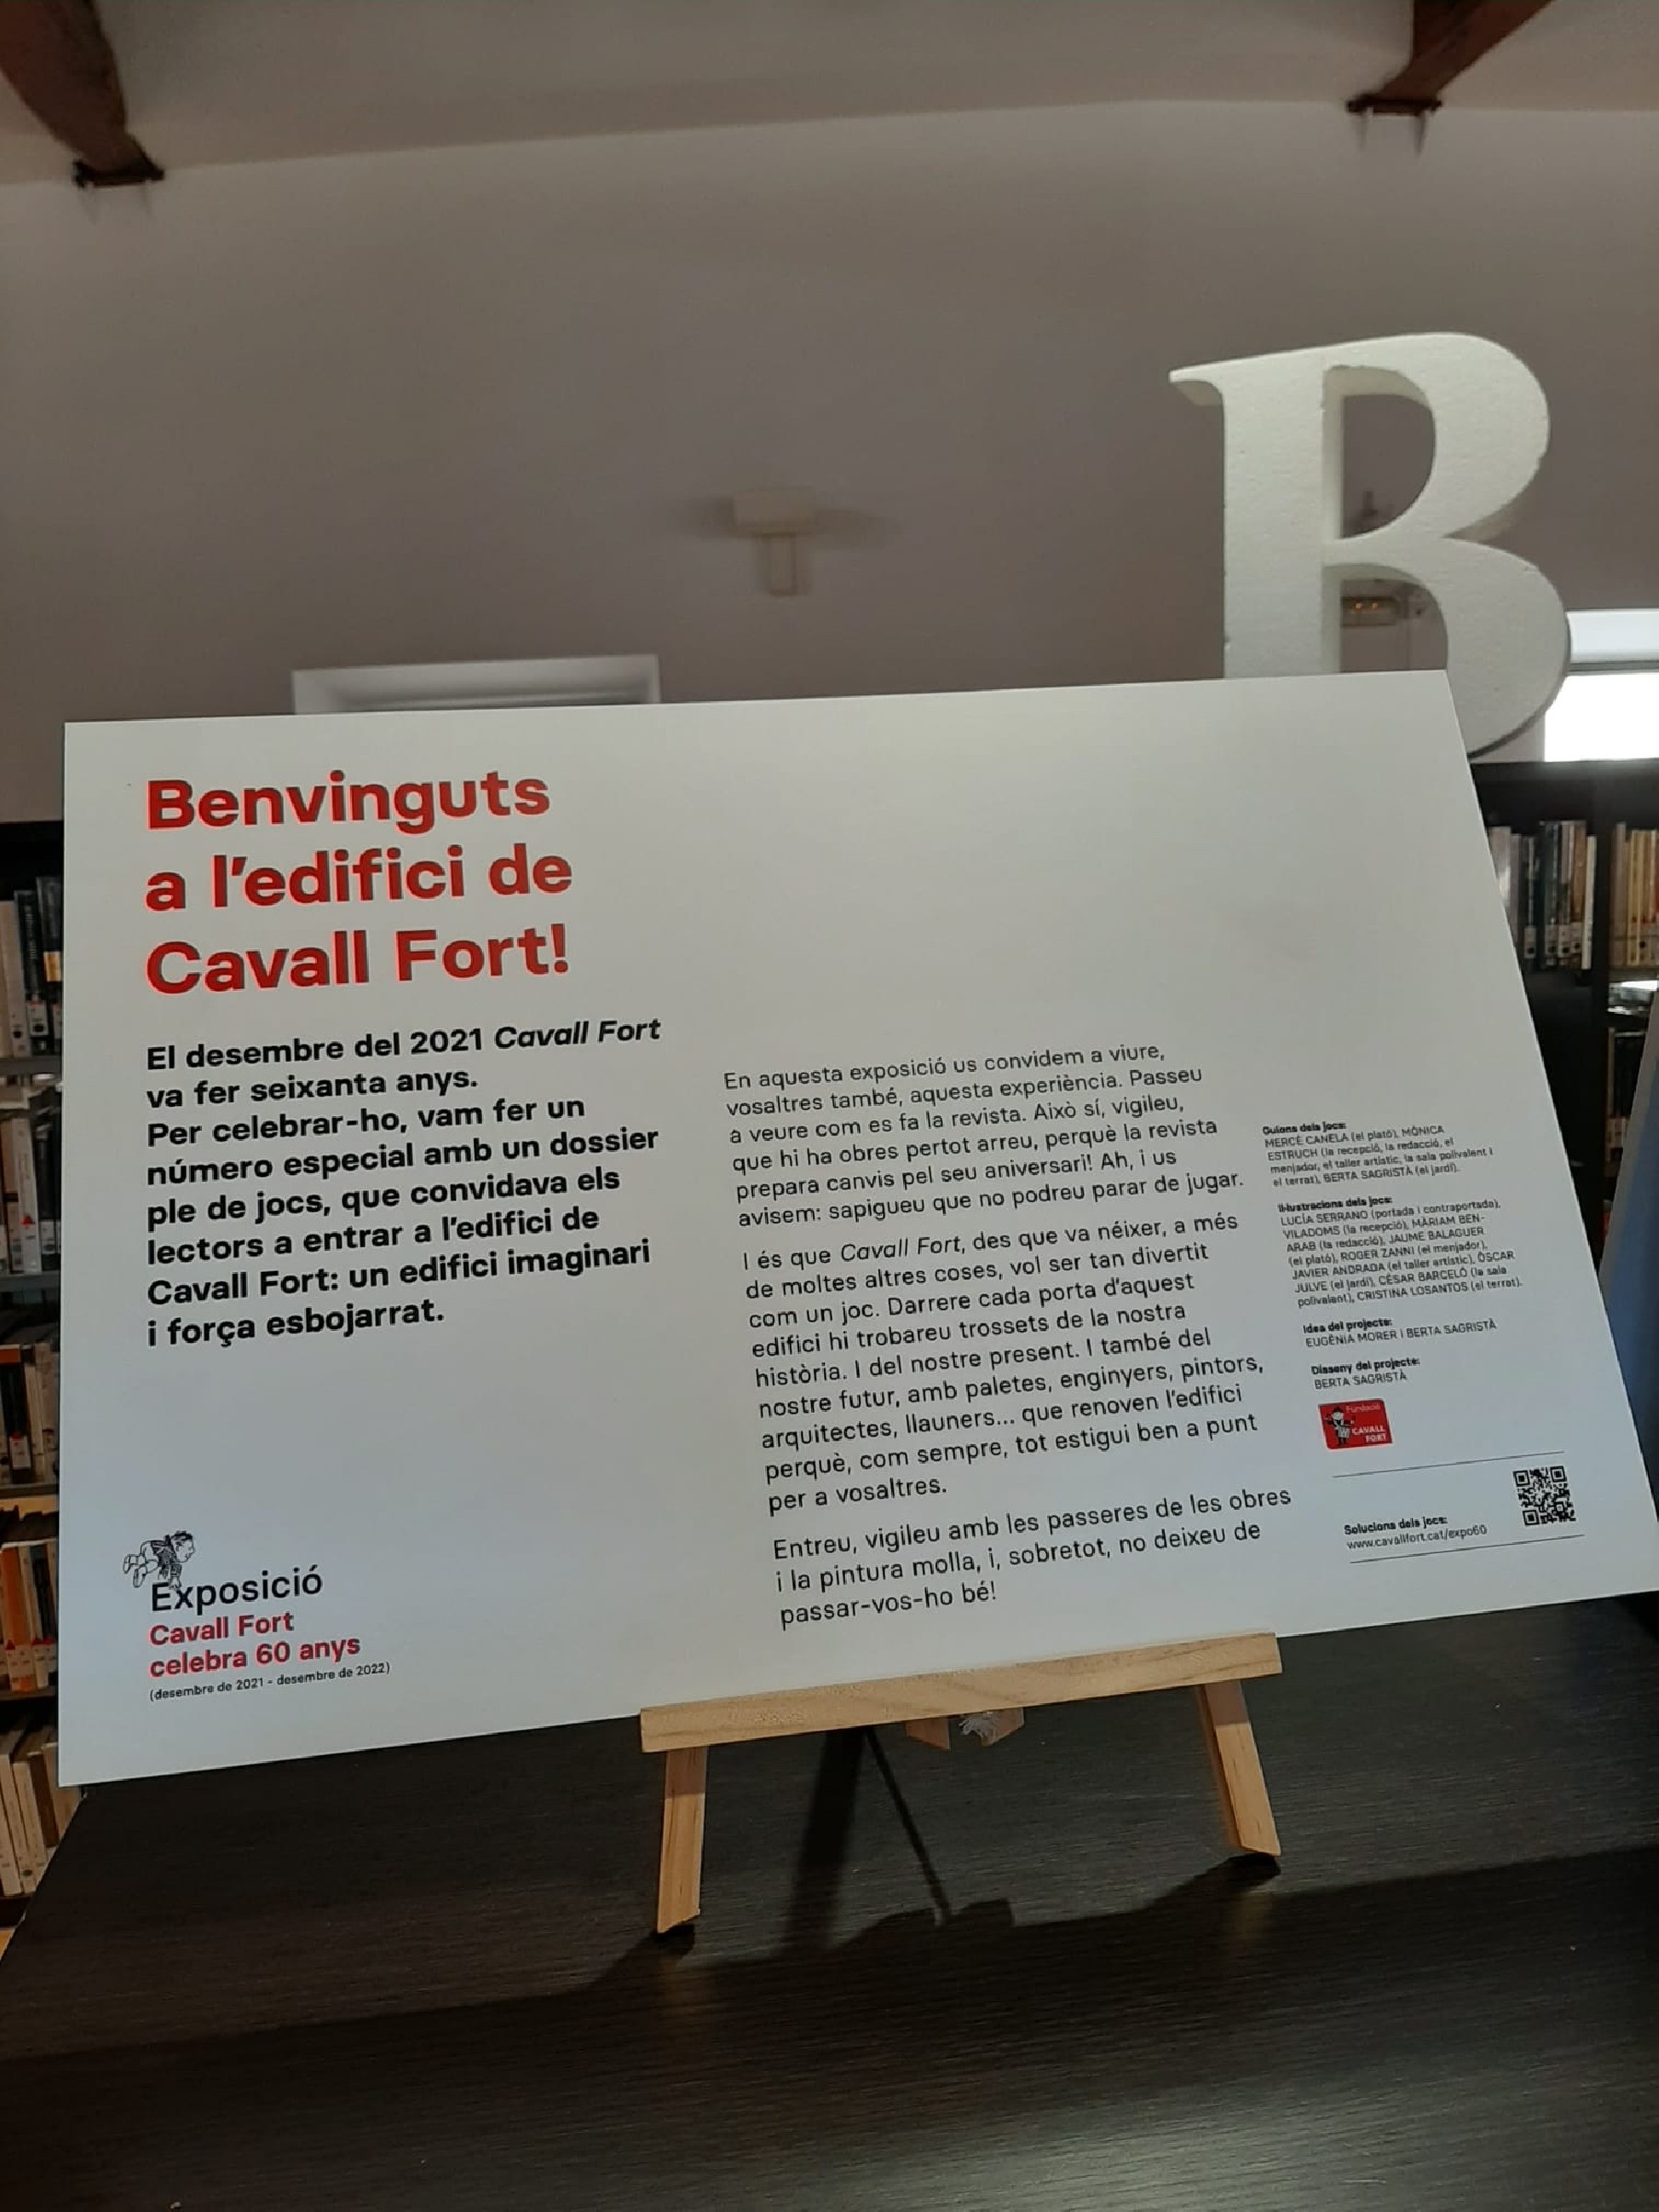 B
Benvinguts
a l'edifici de
Cavall Fort!
El desembre del 2021 Cavall Fort
va fer seixanta anys.
Per celebrar-ho, vam fer un
número especial amb un dossier
ple de jocs, que convidava els
lectors a entrar a l'edifici de
Cavall Fort: un edifici imaginari
i força esbojarrat.
En aquesta exposició us convidem a viure,
vosaltres també, aquesta experiència. Passeu
a veure com es fa la revista. Això sí, vigileu,
que hi ha obres pertot arreu, perquè la revista
prepara canvis pel seu aniversari! Ah, i us
avisem: sapigueu que no podreu parar de jugar.
I és que Cavall Fort, des que va néixer, a més
de moltes altres coses, vol ser tan divertit
com un joc. Darrere cada porta d'aquest
edifici hi trobareu trossets de la nostra
història. I del nostre present. I també del
nostre futur, amb paletes, enginyers, pintors,
arquitectes, llauners... que renoven l'edifici
perquè, com sempre, tot estigui ben a punt
per a vosaltres.
Entreu, vigileu amb les passeres de les obres
i la pintura molla, i, sobretot, no deixeu de
passar-vos-ho bé!
Guions dels jocs:
MERCÈ CANELA (el plató), MÒNICA
ESTRUCH (la recepció, la redacció, el
menjador, el taller artístic, la sala polivalent i
el terrat), BERTA SAGRISTÀ (el jardí).
Il·lustracions dels jocs:
LUCÍA SERRANO (portada i contraportada),
VILADOMS (la recepció), MÀRIAM BEN-
ARAB (la redacció), JAUME BALAGUER
(el plató), ROGER ZANNI (el menjador),
JAVIER ANDRADA (el taller artístic), ÒSCAR
JULVE (el jardí), CÉSAR BARCELÓ (la sala
polivalent), CRISTINA LOSANTOS (el terrat).
Idea del projecte:
EUGÈNIA MORER I BERTA SAGRISTÀ
Disseny del projecte:
BERTA SAGRISTÀ
Fundació
CAVALL
FORT
Solucions dels jocs:
www.cavallfort.cat/expo60
Exposició
Cavall Fort
celebra 60 anys
(desembre de 2021 - desembre de 2022)